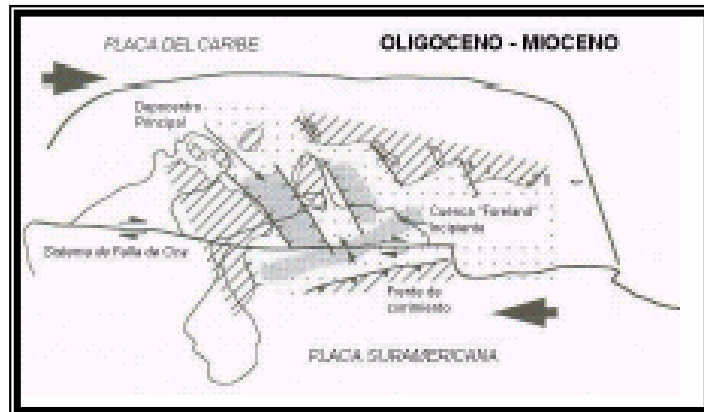 PLACA DEL CARIBE
OLIGOCENO - MIOCENO
Depocentro
Principal
Cuenca "Foreland"
Incipiente
Sistema de Falla de Oca
Frente de
corrimiento
PLACA SURAMERICANA